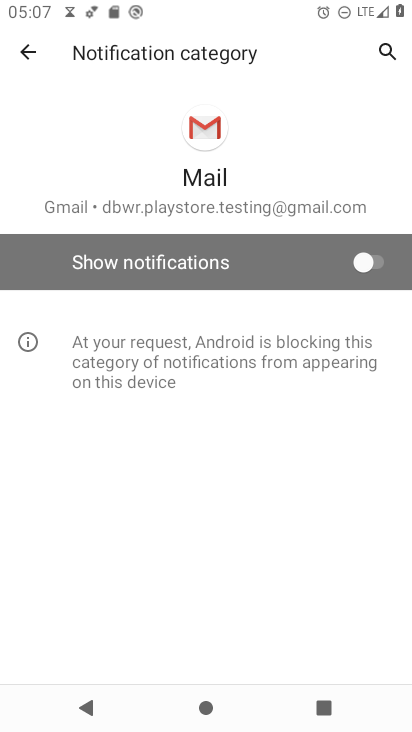 05:07
LTE
Notification category
Mail
Gmail • dbwr.playstore.testing@gmail.com
Show notifications
At your request, Android is blocking this
category of notifications from appearing
on this device